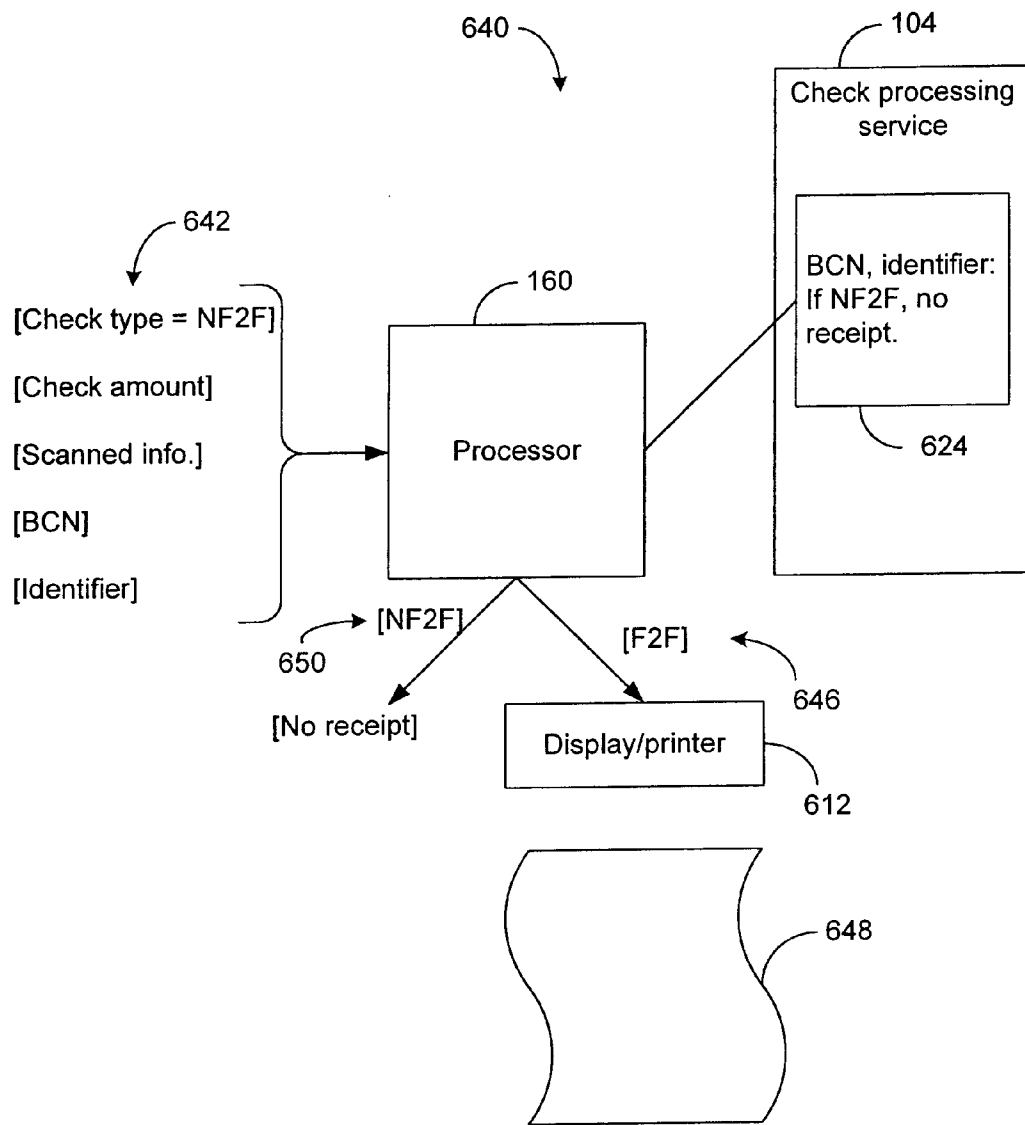 640
104
Check processing
service
642
160
BCN, identifier:
If NF2F, no
receipt.
[Check type = NF2F]
[Check amount]
[Scanned info.]
[BCN]
[Identifier]
Processor
624
[NF2F]
650
[F2F]
646
[No receipt]
Display/printer
612
648